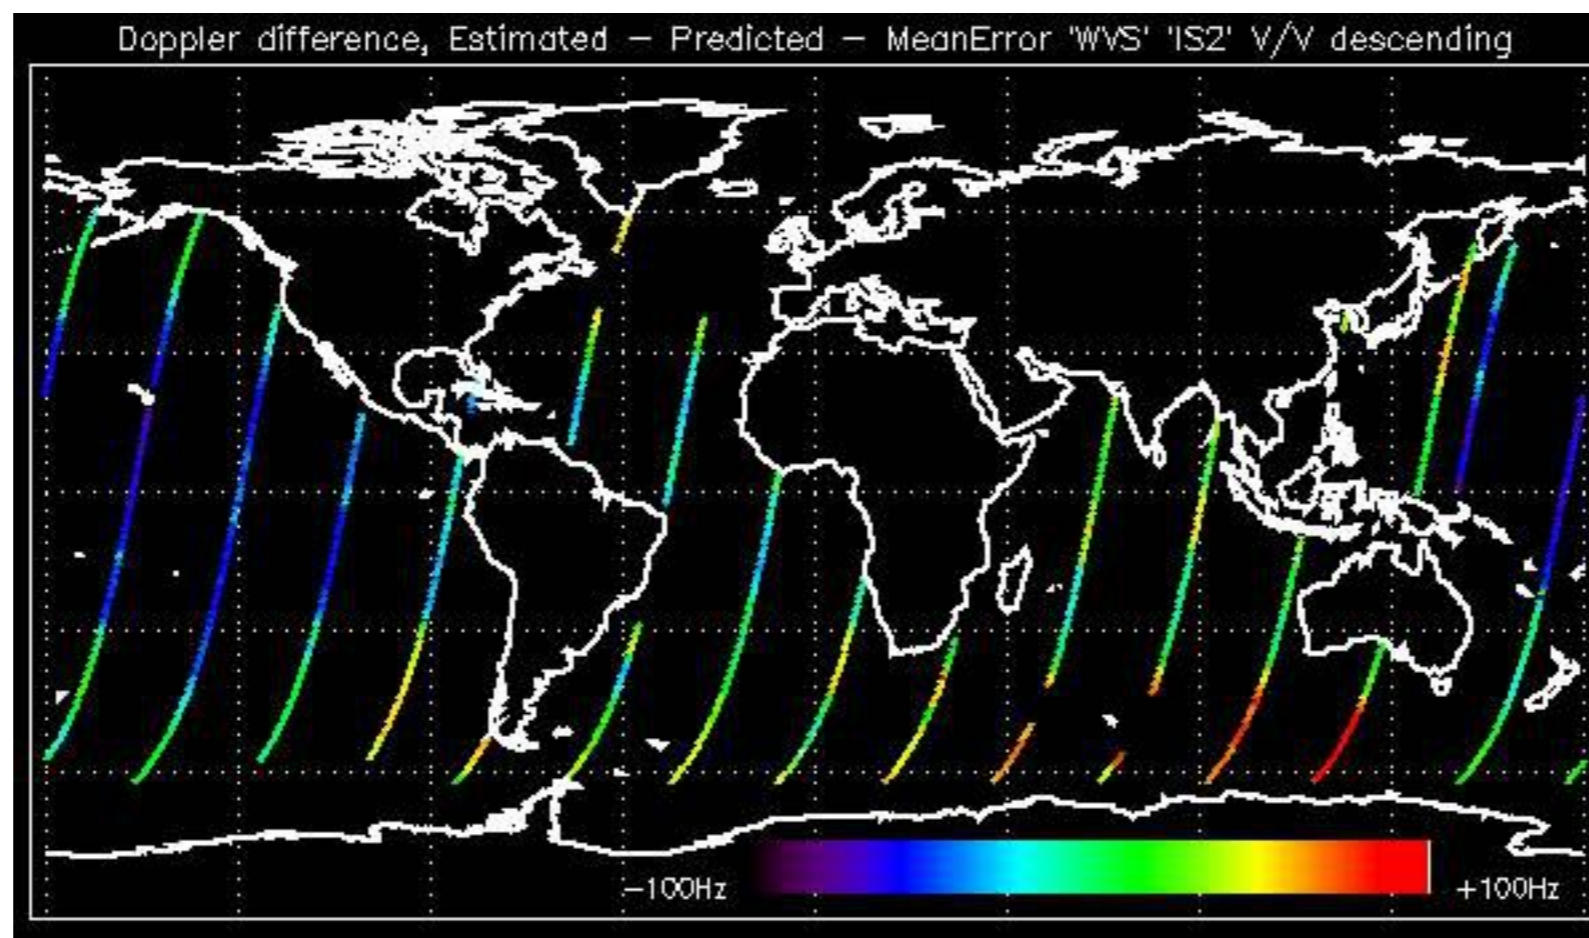 Doppler difference, Estimated - Predicted - MeanError 'WVS' 'IS2' V/V descending
-100Hz +100Hz